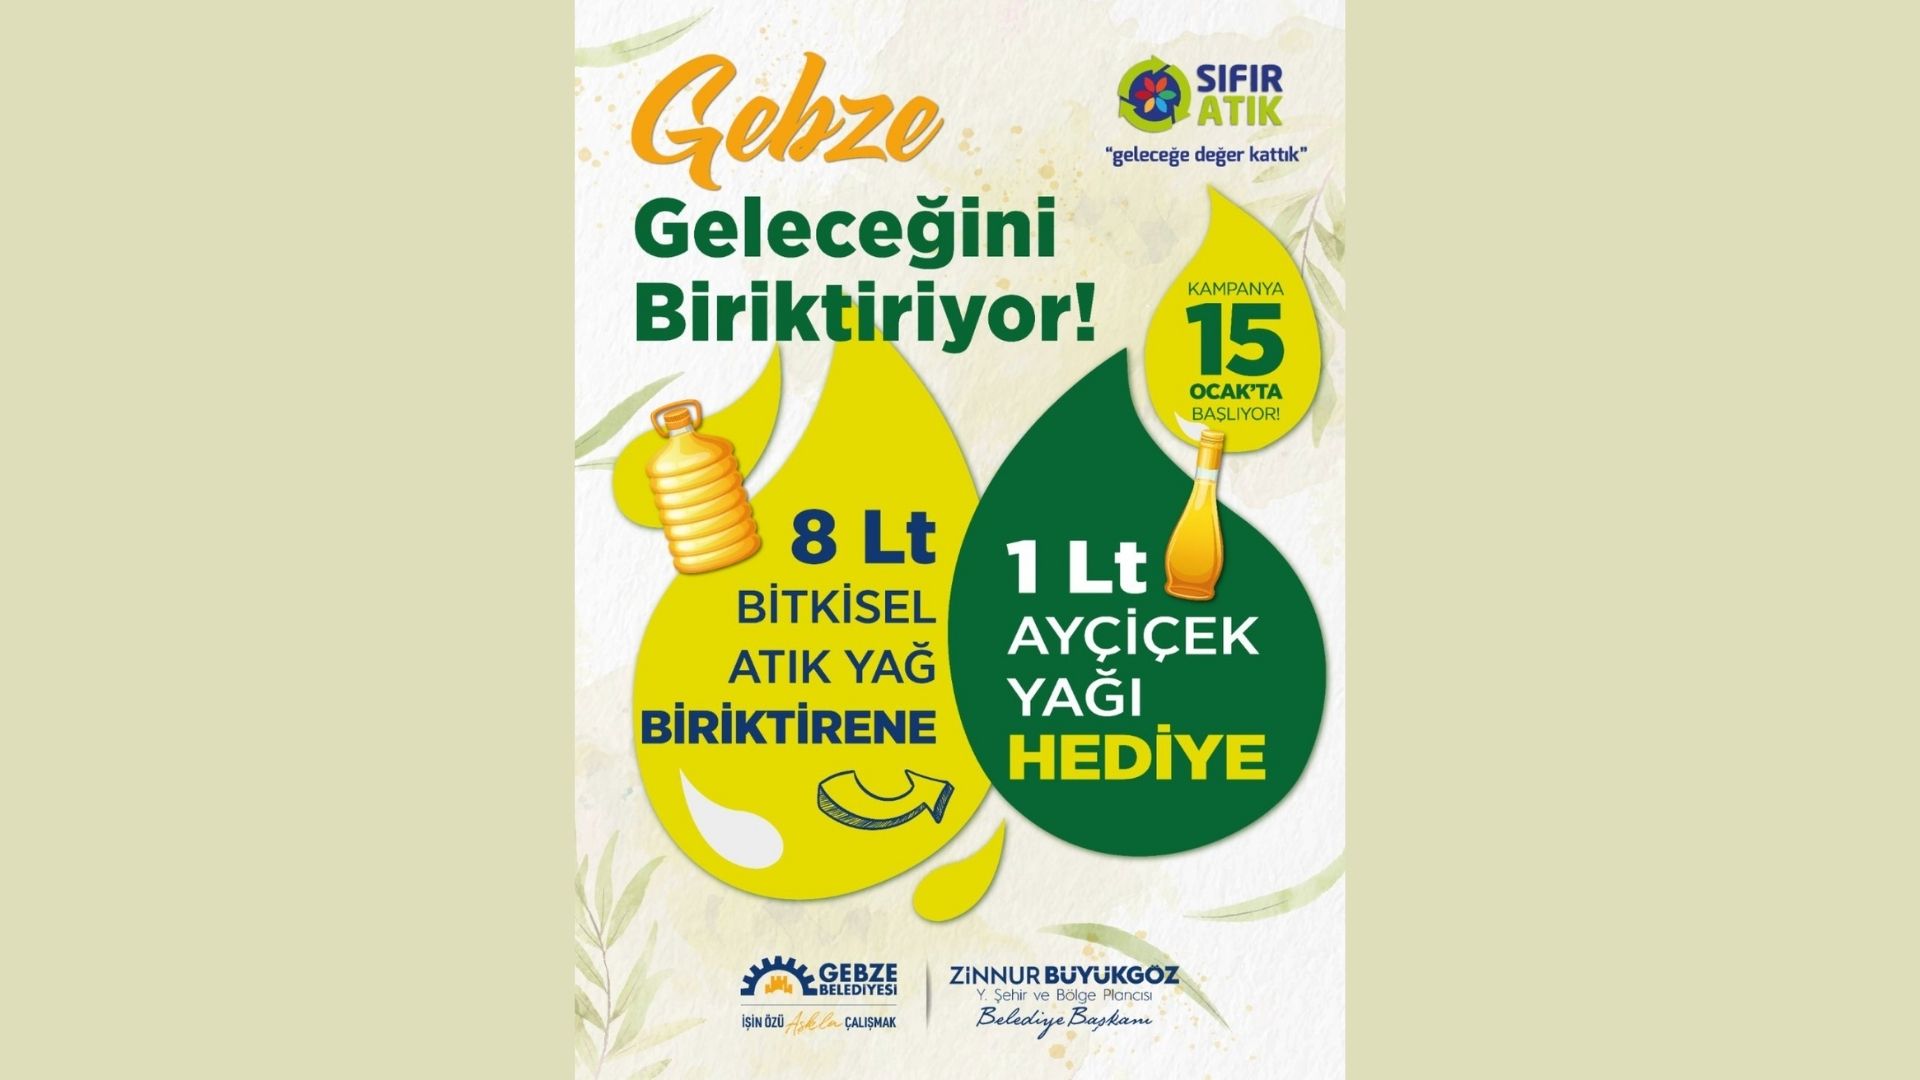 Gebze
Geleceğini
Biriktiriyor!
SIFIR
ATIK
“geleceğe değer kattık”
KAMPANYA
15
OCAK’TA
BAŞLIYOR!
8 Lt
BİTKİSEL
ATIK YAĞ
BİRİKTİRENE
1 Lt
AYÇİÇEK
YAĞI
HEDİYE
GEBZE
BELEDİYESİ
İŞİN ÖZÜ Aşkla ÇALIŞMAK
ZİNNUR BÜYÜKGÖZ
Y. Şehir ve Bölge Plancısı
Belediye Başkanı